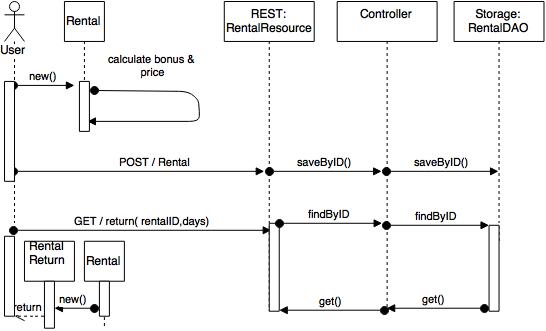 User
Rental
REST:
RentalResource
Controller
Storage:
RentalDAO
calculate bonus &
price
new()
POST / Rental
saveByID()
saveByID()
GET / return( rentalID,days)
findByID
findByID
Rental
Return
Rental
return
new()
get()
get()